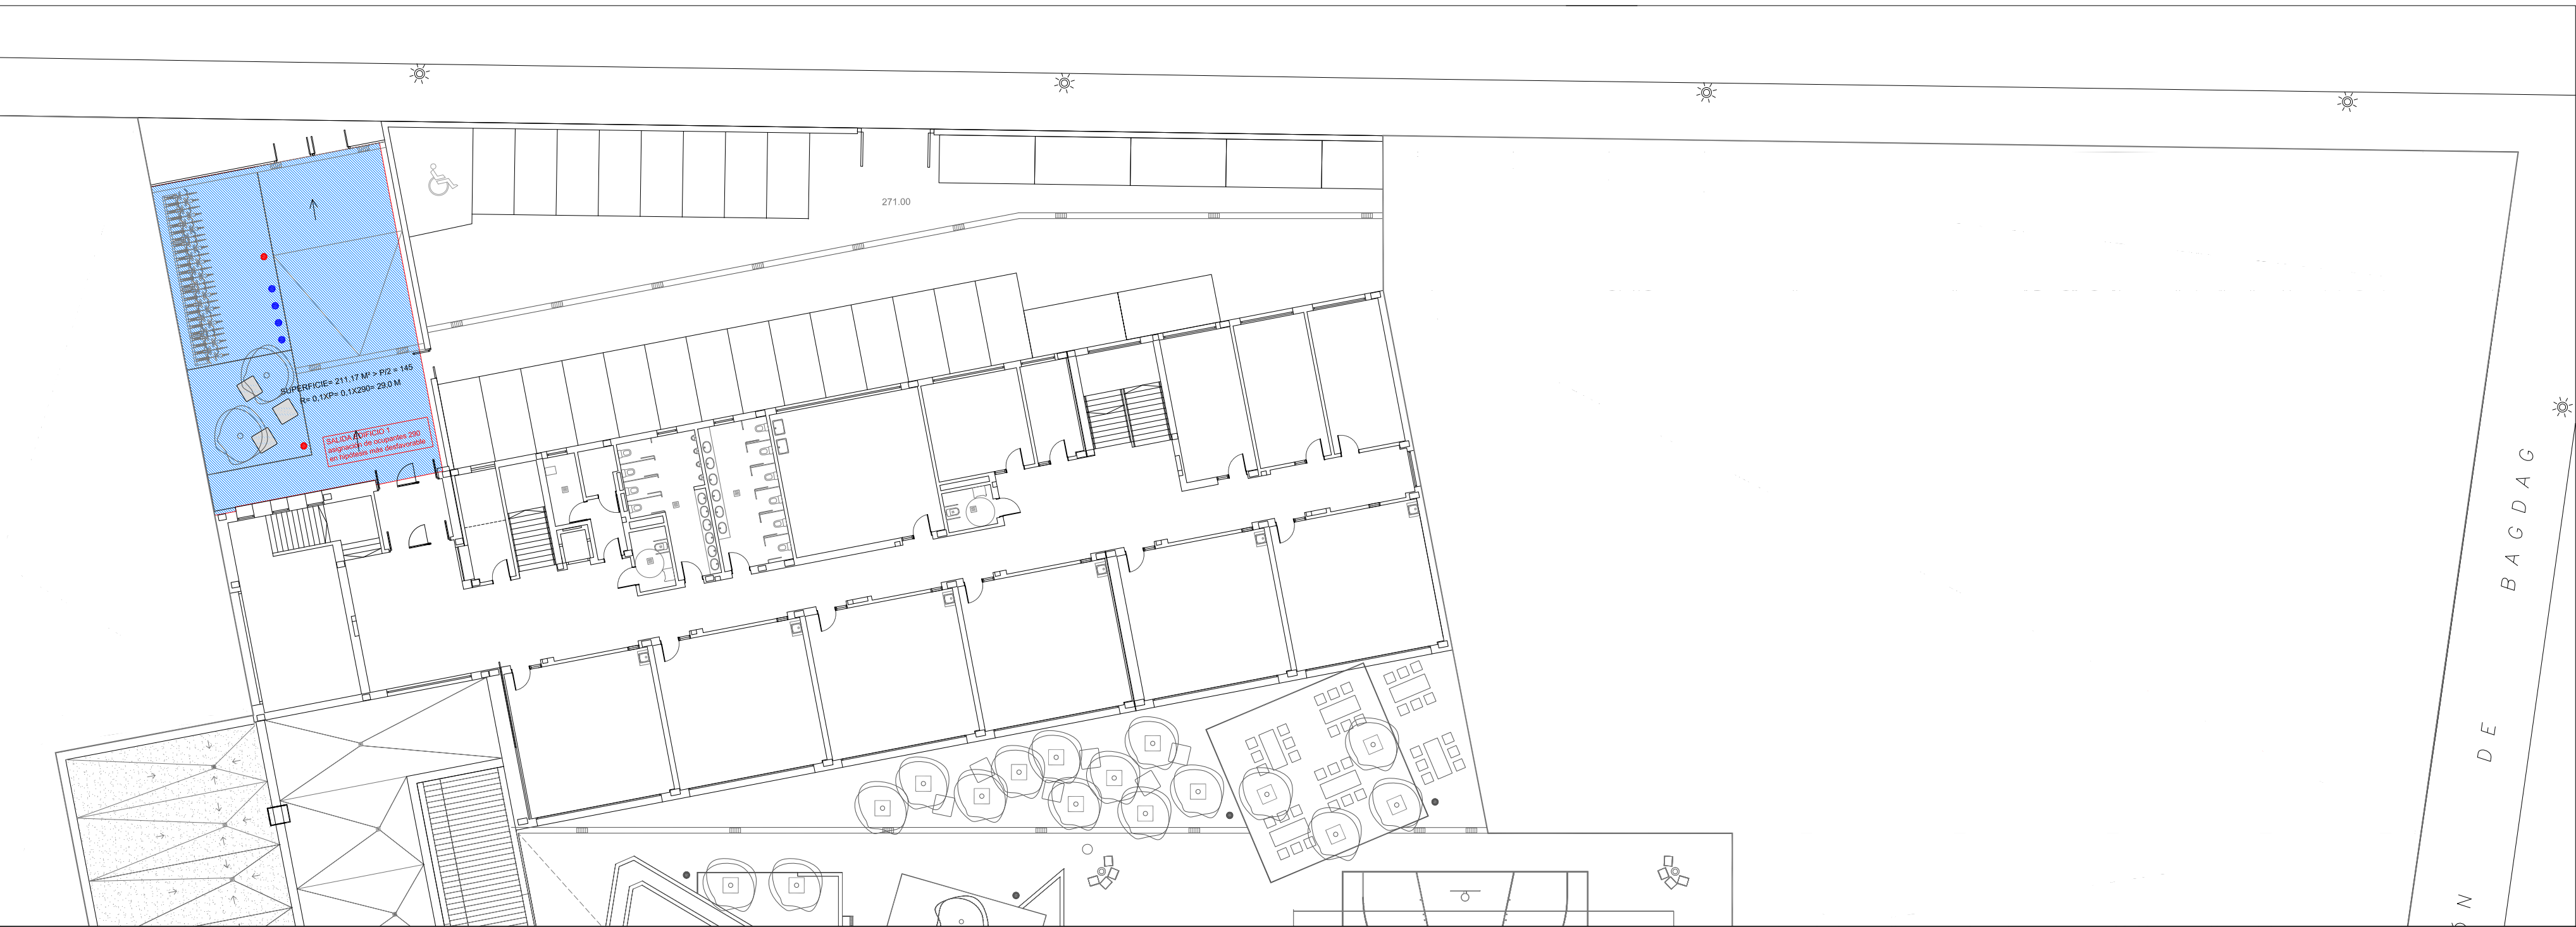 271.00
SUPERFICIE= 211,17 M² > P/2 = 145
R= 0,1XP= 0,1X290= 29,0 M
SALIDA EDIFICIO 1
asignación de ocupantes 290
en hipótesis más desfavorable
DE BAGDAG